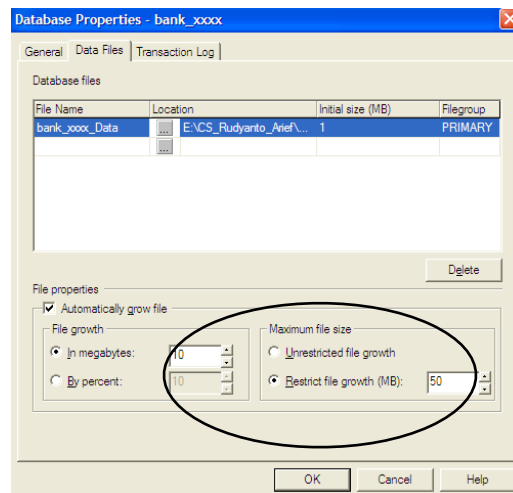 Database Properties - bank_xxxx
General Data Files Transaction Log
Database files
File Name Location Initial size (MB) Filegroup
bank_xxxx_Data ... E:\CS_Rudyanto_Arief\... 1 PRIMARY
...
Delete
File properties
Automatically grow file
File growth Maximum file size
In megabytes: 10 Unrestricted file growth
By percent: 10 Restrict file growth (MB): 50
OK Cancel Help